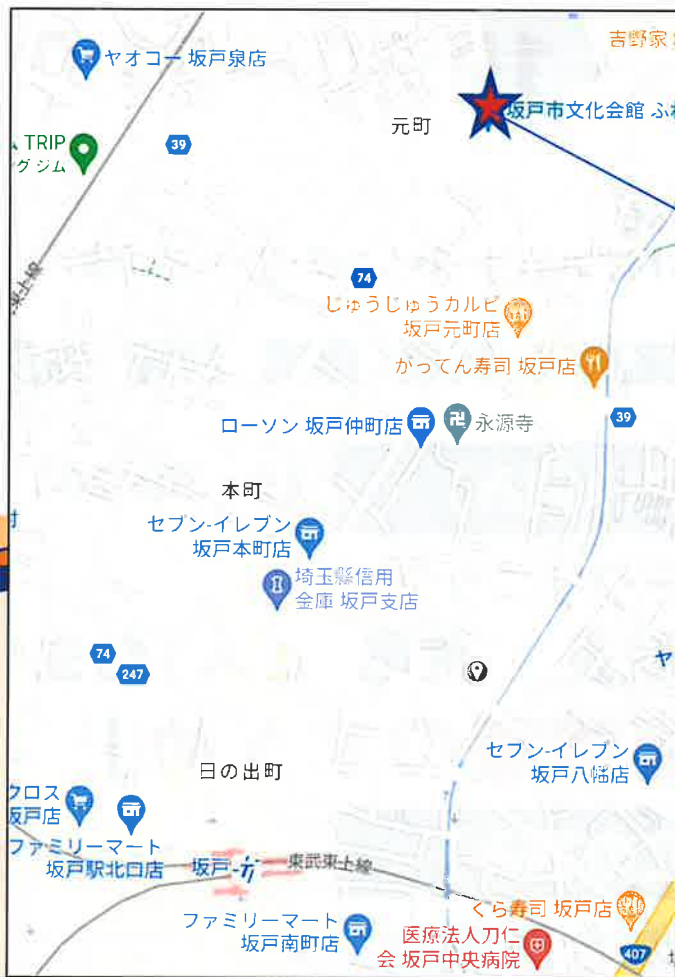 ヤオコー 坂戸泉店
吉野家
坂戸市文化会館 ふ
元町
TRIP
グ ジム
39
東上線
74
じゅうじゅうカルビ
坂戸元町店
かってん寿司 坂戸店
ローソン 坂戸仲町店
永源寺
39
本町
セブン-イレブン
坂戸本町店
埼玉縣信用
金庫 坂戸支店
74
247
ヤ
日の出町
セブン-イレブン
坂戸八幡店
クロス
坂戸店
ファミリーマート
坂戸駅北口店
坂戸
東武東上線
ファミリーマート
坂戸南町店
くら寿司 坂戸店
医療法人刀仁
会 坂戸中央病院
407